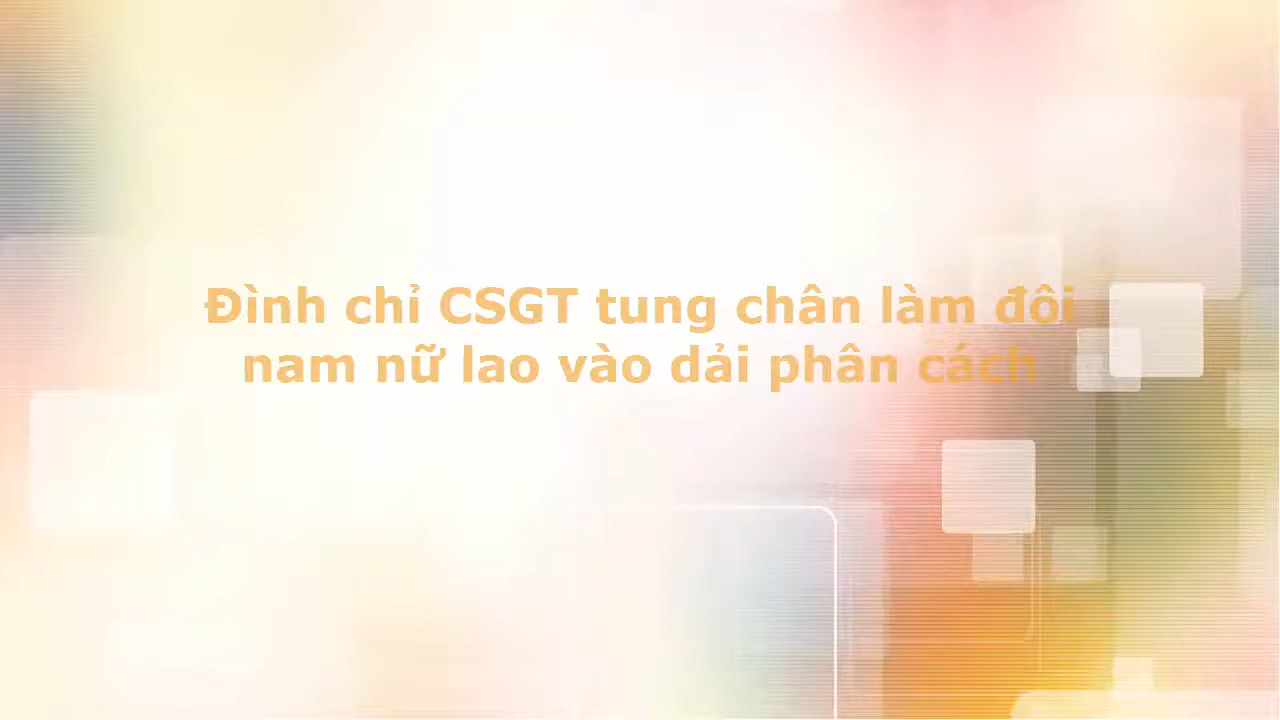 Đình chỉ CSGT tung chân làm đôi
nam nữ lao vào dải phân cách